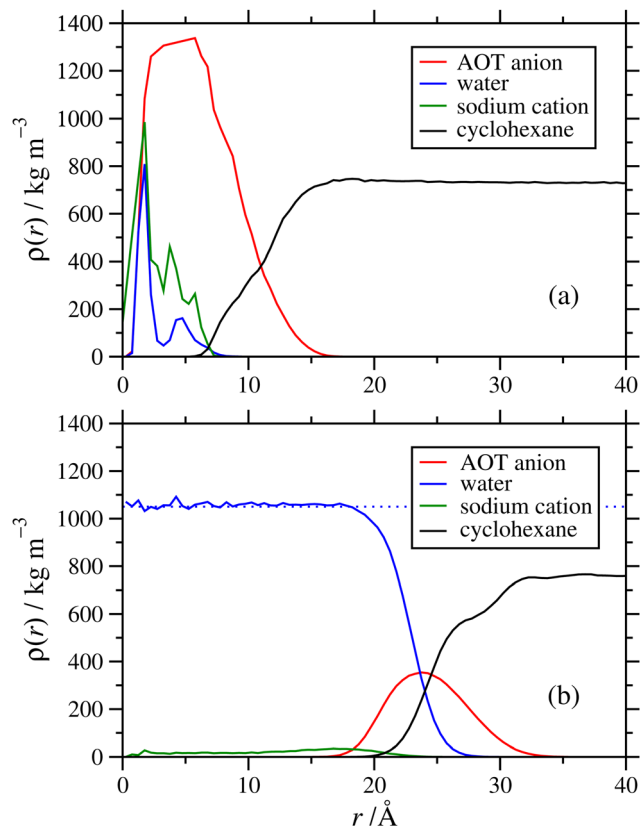 1400
1200
1000
800
600
400
200
0
ρ(r) / kg m⁻³
AOT anion
water
sodium cation
cyclohexane
(a)
0 10 20 30 40
1400
1200
1000
800
600
400
200
0
ρ(r) / kg m⁻³
AOT anion
water
sodium cation
cyclohexane
(b)
0 10 20 30 40
r /Å